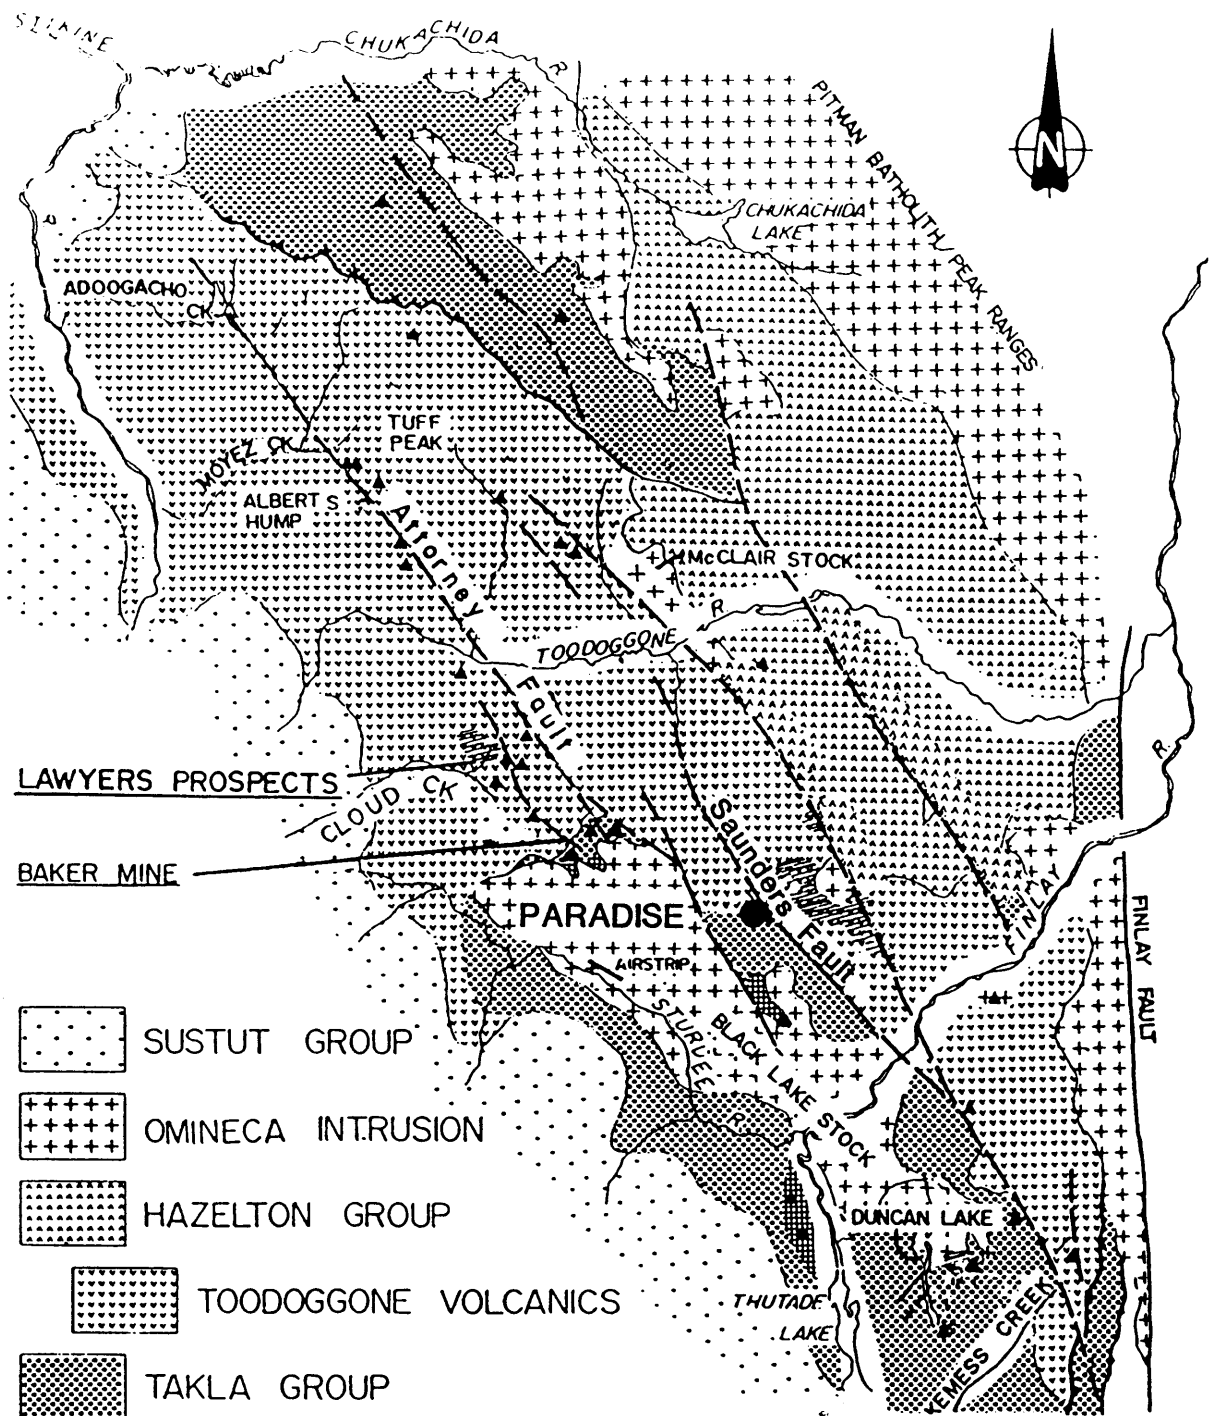 STIKINE
CHUKACHIDA
R
N
PITMAN BATHOLITH/PEAK RANGES
CHUKACHIDA
LAKE
R
ADOOGACHO
CK
TUFF
PEAK
MOYEZ CK
ALBERT S
HUMP
Attorney
Fault
McCLAIR STOCK
TOODOGGONE
R
LAWYERS PROSPECTS
CLOUD CK
R
BAKER MINE
Saunders Fault
PARADISE
AIRSTRIP
FINLAY
FINLAY FAULT
STURDEE
R
BLACK LAKE STOCK
DUNCAN LAKE
THUTADE
LAKE
KEMESS CREEK
SUSTUT GROUP
OMINECA INTRUSION
HAZELTON GROUP
TOODOGGONE VOLCANICS
TAKLA GROUP